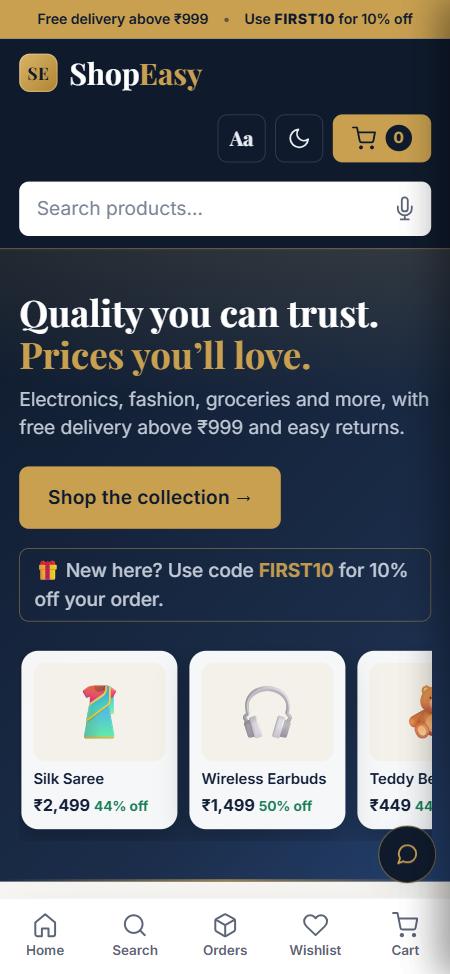 Free delivery above ₹999 • Use FIRST10 for 10% off
SE ShopEasy
Aa 0
Search products...
Quality you can trust.
Prices you’ll love.
Electronics, fashion, groceries and more, with
free delivery above ₹999 and easy returns.
Shop the collection →
New here? Use code FIRST10 for 10%
off your order.
Silk Saree
₹2,499 44% off
Wireless Earbuds
₹1,499 50% off
Teddy Be
₹449 44
Home Search Orders Wishlist Cart